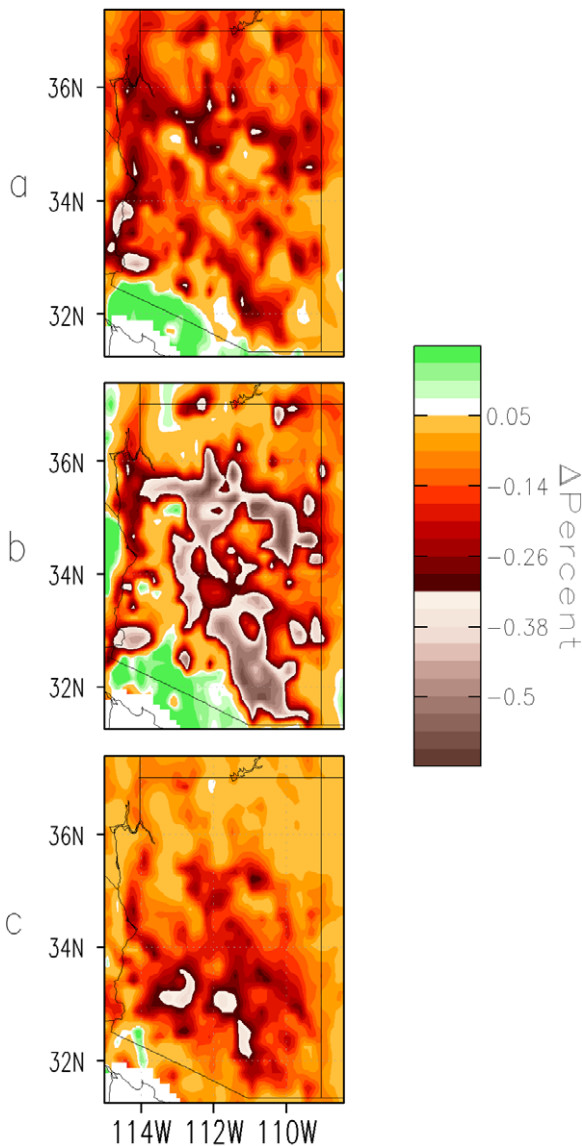 a
36N
34N
32N
b
36N
34N
32N
c
36N
34N
32N
114W 112W 110W
0.05
-0.14
-0.26
-0.38
-0.5
ΔPercent